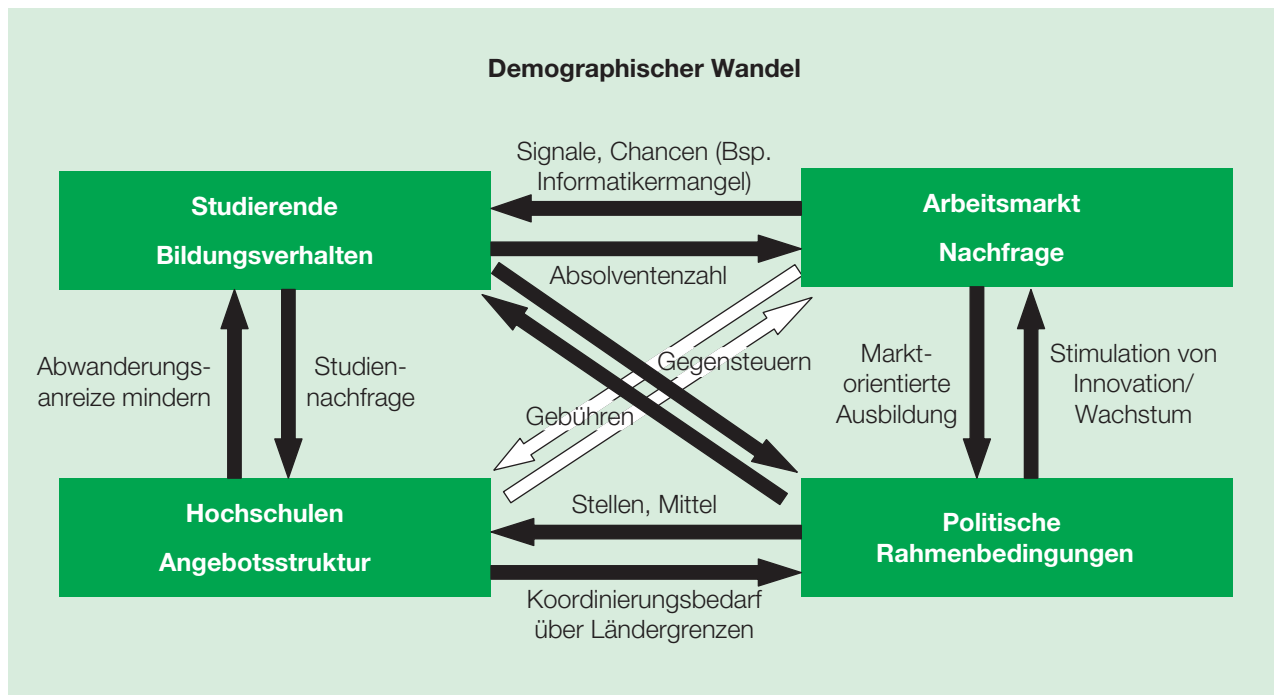 Demographischer Wandel
Signale, Chancen (Bsp.
Informatikermangel)
Studierende
Bildungsverhalten
Arbeitsmarkt
Nachfrage
Absolventenzahl
Abwanderungs-
anreize mindern
Studien-
nachfrage
Gegensteuern
Gebühren
Markt-
orientierte
Ausbildung
Stimulation von
Innovation/
Wachstum
Hochschulen
Angebotsstruktur
Stellen, Mittel
Politische
Rahmenbedingungen
Koordinierungsbedarf
über Ländergrenzen